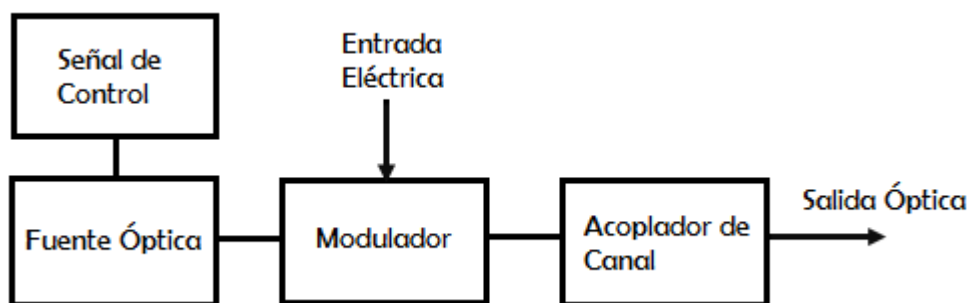 Señal de
Control
Entrada
Eléctrica
Fuente Óptica
Modulador
Acoplador de
Canal
Salida Óptica